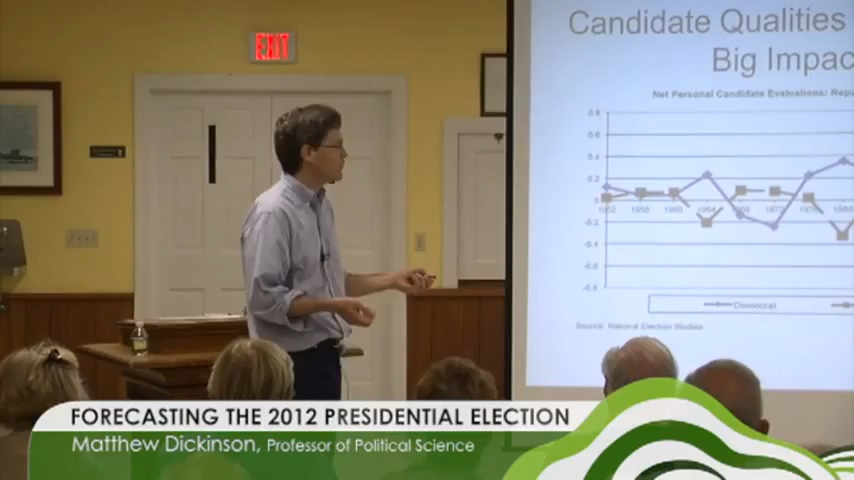 EXIT
Candidate Qualities
Big Impac
Net Personal Candidate Evaluations: Repu
0.8
0.6
0.4
0.2
0
1952 1956 1960 1964 1968 1972 1976 1980
-0.2
-0.4
-0.6
-0.8
Democrat
Source: National Election Studies
FORECASTING THE 2012 PRESIDENTIAL ELECTION
Matthew Dickinson, Professor of Political Science